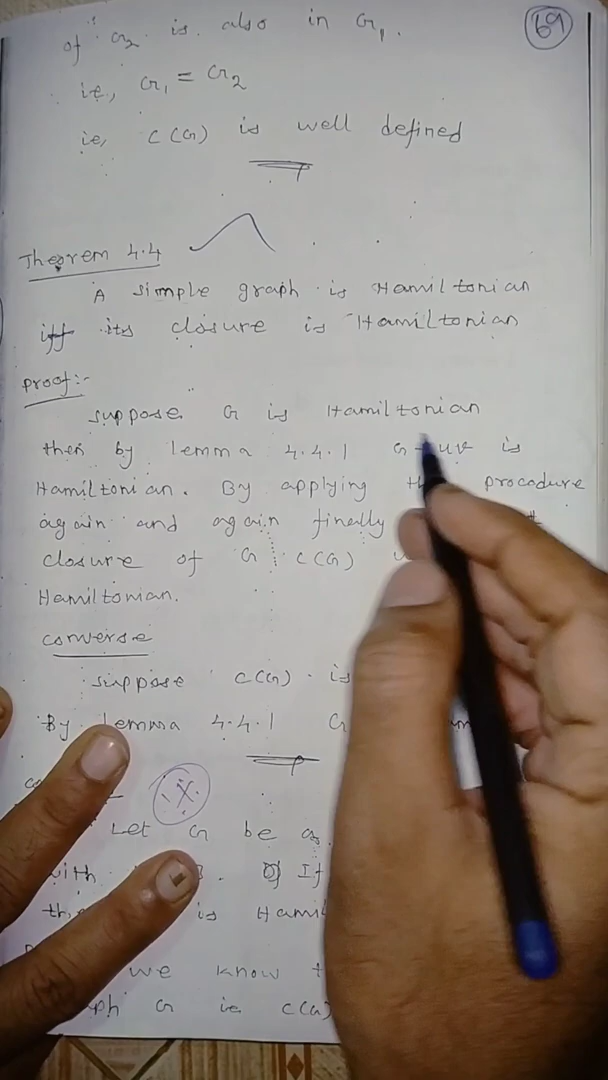 69
of G₂ is also in G₁.
ie, G₁ = G₂
ie, C(G) is well defined
Theorem 4.4
A simple graph is Hamiltonian
iff its closure is Hamiltonian
proof:-
suppose G is Hamiltonian
then by lemma 4.4.1 G+uv is
Hamiltonian. By applying procodure
again and again finally
closure of G C(G)
Hamiltonian.
converse
suppose C(G) is
By Lemma 4.4.1 G
Let G be a
with If
is
we know
G ie C(G)